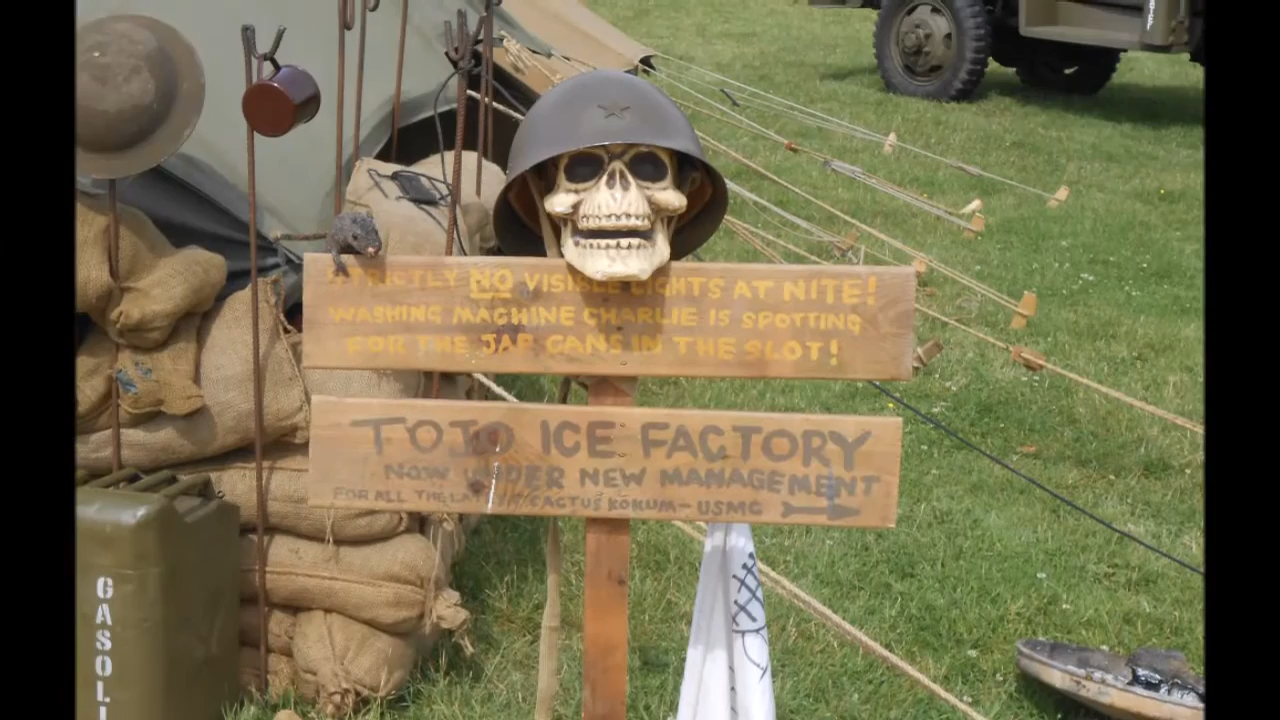 STRICTLY NO VISIBLE LIGHTS AT NITE!
WASHING MACHINE CHARLIE IS SPOTTING
FOR THE JAP CANS IN THE SLOT!
TOJO ICE FACTORY
NOW UNDER NEW MANAGEMENT
FOR ALL THE CACTUS KOKUM - USMC
GASOLI